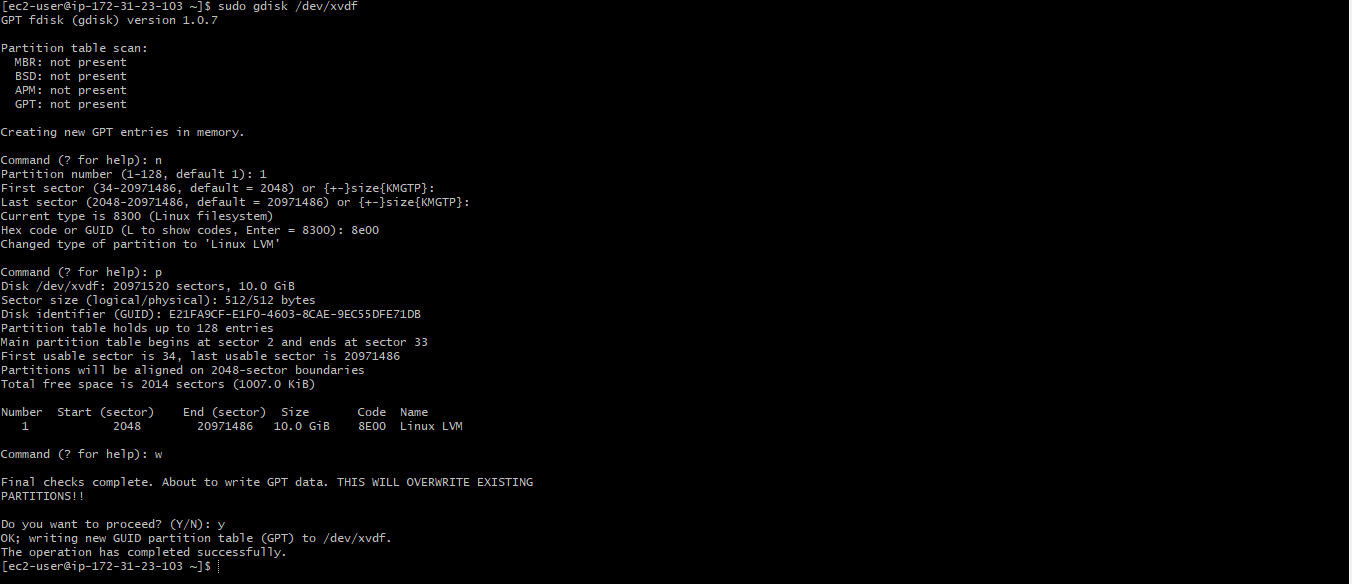 [ec2-user@ip-172-31-23-103 ~]$ sudo gdisk /dev/xvdf
GPT fdisk (gdisk) version 1.0.7
Partition table scan:
  MBR: not present
  BSD: not present
  APM: not present
  GPT: not present
Creating new GPT entries in memory.
Command (? for help): n
Partition number (1-128, default 1): 1
First sector (34-20971486, default = 2048) or {+-}size{KMGTP}:
Last sector (2048-20971486, default = 20971486) or {+-}size{KMGTP}:
Current type is 8300 (Linux filesystem)
Hex code or GUID (L to show codes, Enter = 8300): 8e00
Changed type of partition to 'Linux LVM'
Command (? for help): p
Disk /dev/xvdf: 20971520 sectors, 10.0 GiB
Sector size (logical/physical): 512/512 bytes
Disk identifier (GUID): E21FA9CF-E1F0-4603-8CAE-9EC55DFE71DB
Partition table holds up to 128 entries
Main partition table begins at sector 2 and ends at sector 33
First usable sector is 34, last usable sector is 20971486
Partitions will be aligned on 2048-sector boundaries
Total free space is 2014 sectors (1007.0 KiB)
Number  Start (sector)    End (sector)  Size       Code  Name
   1            2048        20971486   10.0 GiB    8E00  Linux LVM
Command (? for help): w
Final checks complete. About to write GPT data. THIS WILL OVERWRITE EXISTING
PARTITIONS!!
Do you want to proceed? (Y/N): y
OK; writing new GUID partition table (GPT) to /dev/xvdf.
The operation has completed successfully.
[ec2-user@ip-172-31-23-103 ~]$